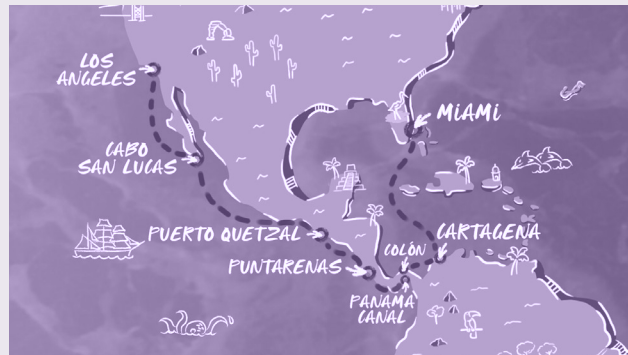 LOS
ANGELES
MIAMI
CABO
SAN LUCAS
PUERTO QUETZAL
CARTAGENA
COLÓN
PUNTARENAS
PANAMA
CANAL